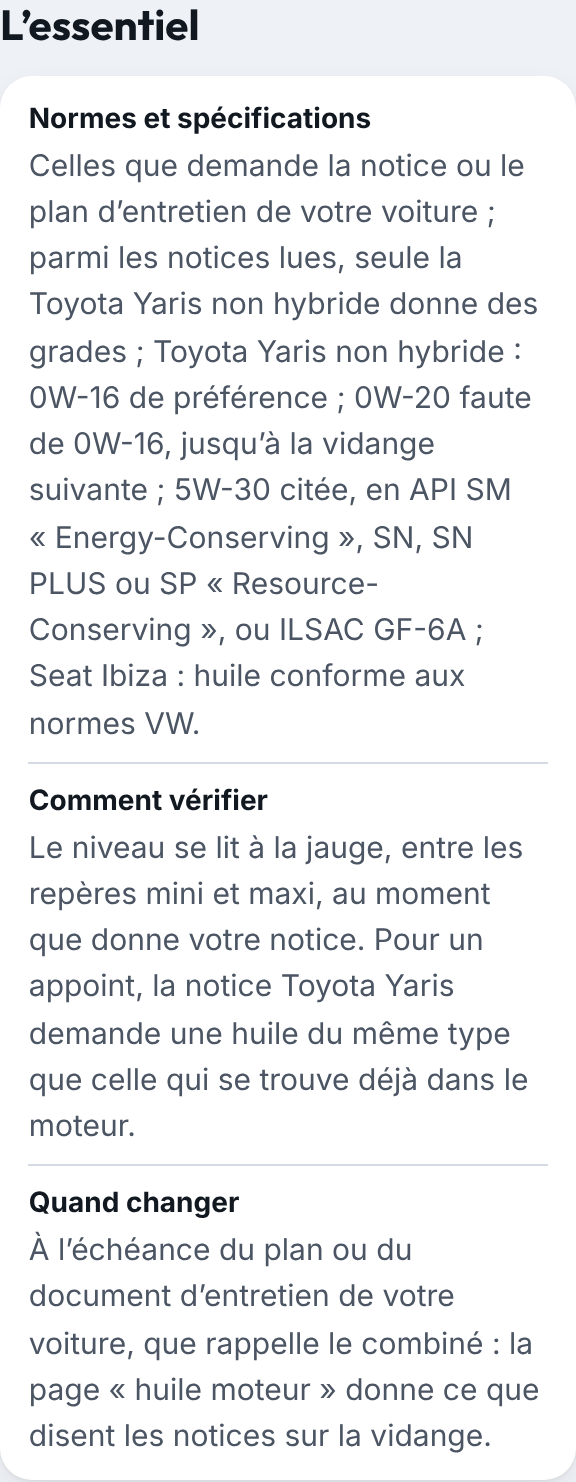 L’essentiel
Normes et spécifications
Celles que demande la notice ou le
plan d’entretien de votre voiture ;
parmi les notices lues, seule la
Toyota Yaris non hybride donne des
grades ; Toyota Yaris non hybride :
0W-16 de préférence ; 0W-20 faute
de 0W-16, jusqu’à la vidange
suivante ; 5W-30 citée, en API SM
« Energy-Conserving », SN, SN
PLUS ou SP « Resource-
Conserving », ou ILSAC GF-6A ;
Seat Ibiza : huile conforme aux
normes VW.
Comment vérifier
Le niveau se lit à la jauge, entre les
repères mini et maxi, au moment
que donne votre notice. Pour un
appoint, la notice Toyota Yaris
demande une huile du même type
que celle qui se trouve déjà dans le
moteur.
Quand changer
À l’échéance du plan ou du
document d’entretien de votre
voiture, que rappelle le combiné : la
page « huile moteur » donne ce que
disent les notices sur la vidange.